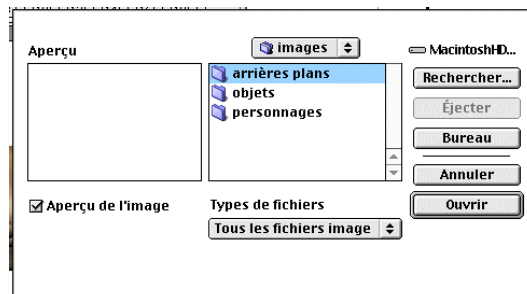 Aperçu
images
MacintoshHD...
arrières plans
objets
personnages
Rechercher...
Éjecter
Bureau
Annuler
Ouvrir
Aperçu de l'image
Types de fichiers
Tous les fichiers image